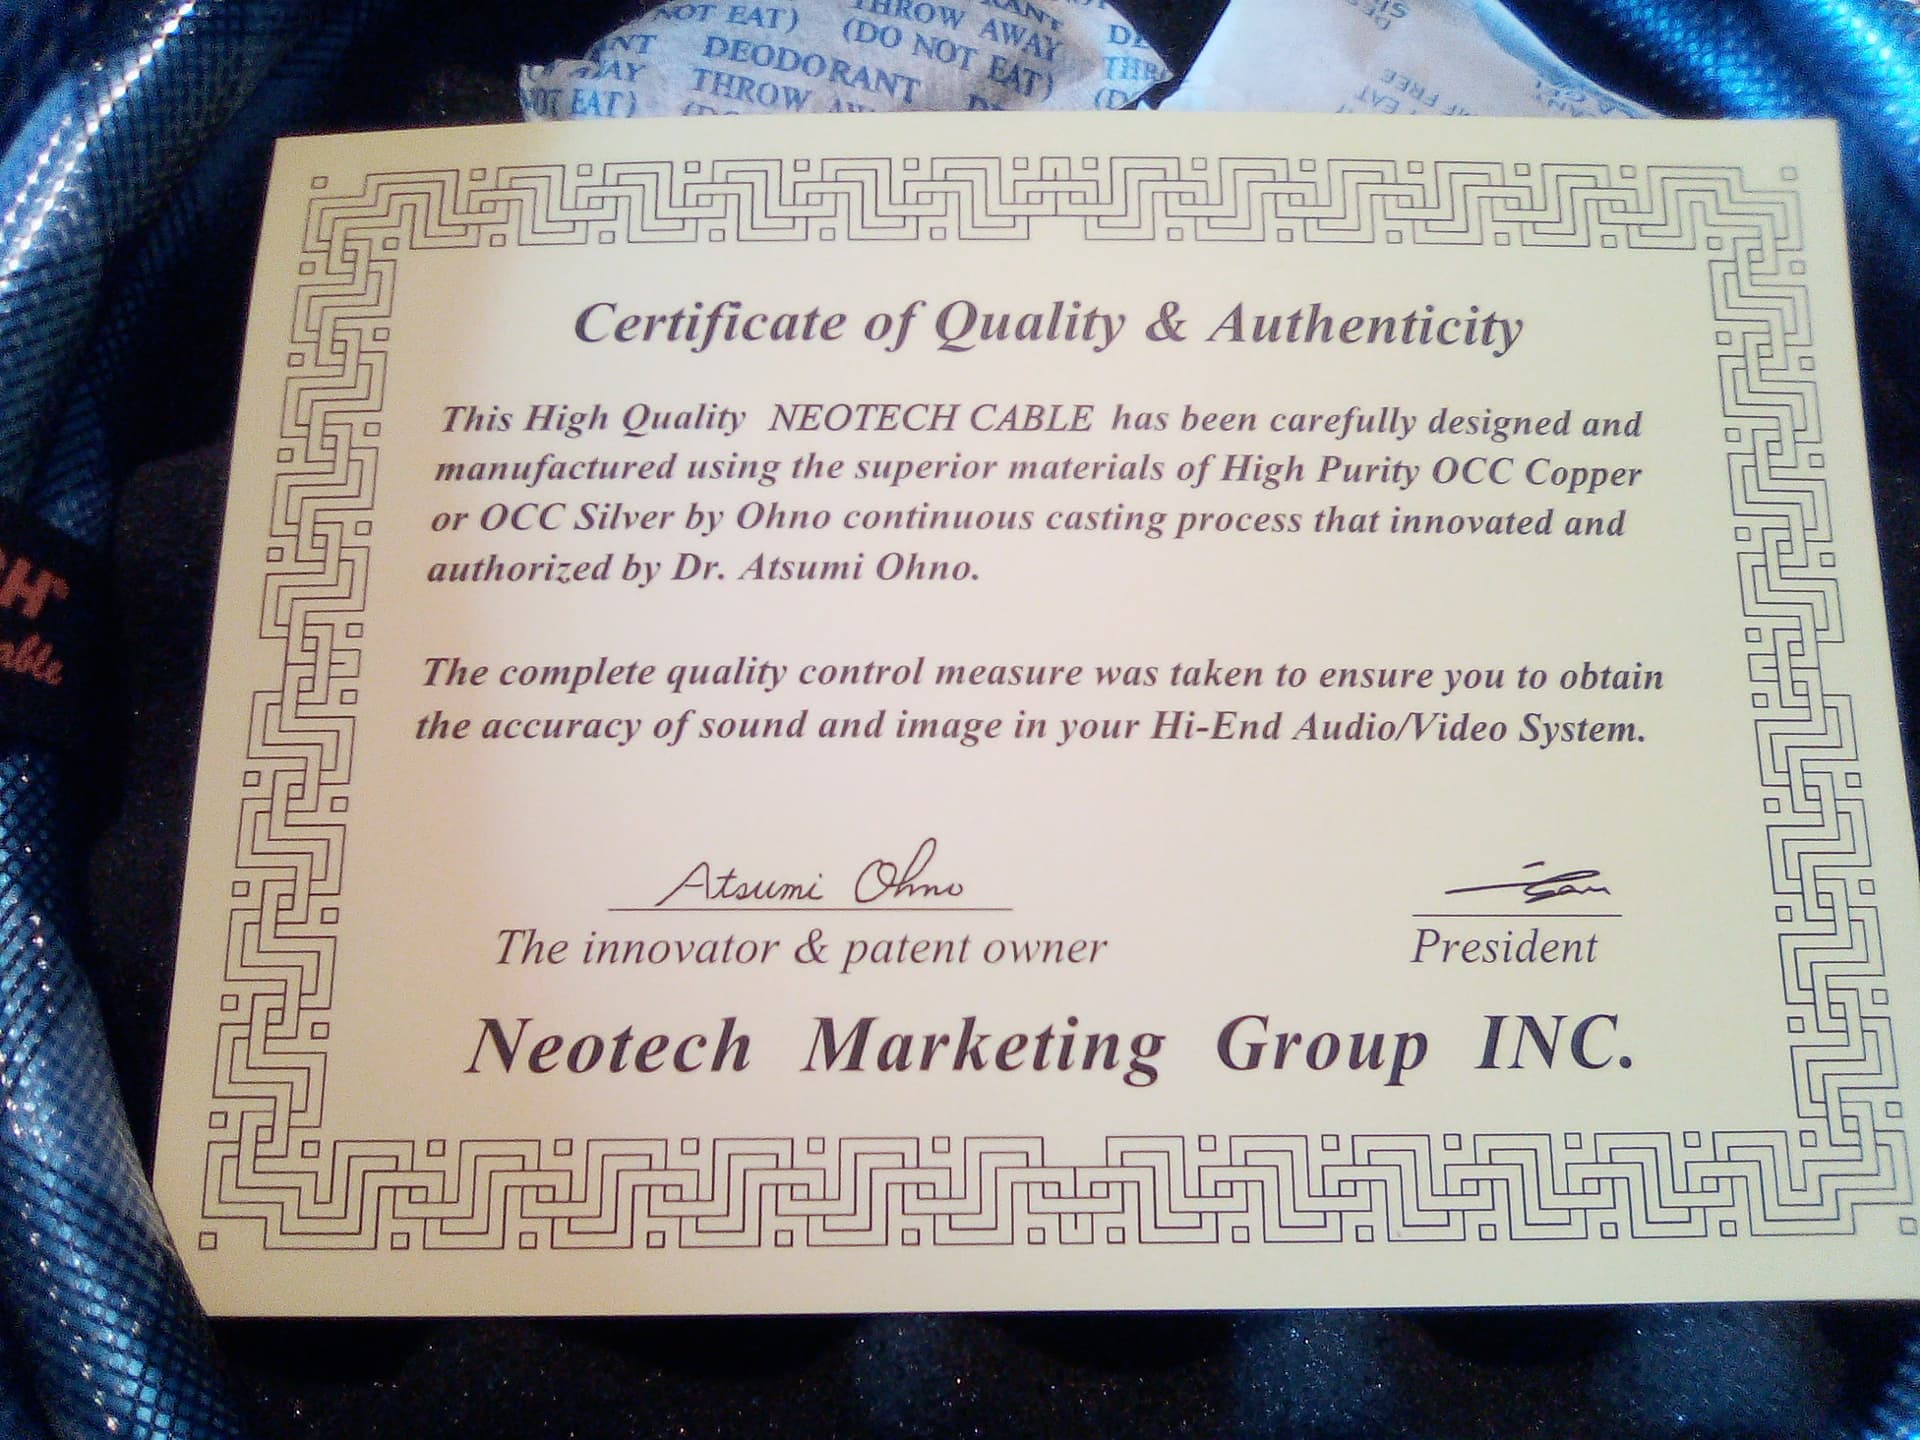 NOT EAT) THROW AWAY
DEODORANT (DO NOT EAT)
THROW
EAT)
Certificate of Quality & Authenticity
This High Quality NEOTECH CABLE has been carefully designed and
manufactured using the superior materials of High Purity OCC Copper
or OCC Silver by Ohno continuous casting process that innovated and
authorized by Dr. Atsumi Ohno.
The complete quality control measure was taken to ensure you to obtain
the accuracy of sound and image in your Hi-End Audio/Video System.
Atsumi Ohno
The innovator & patent owner President
Neotech Marketing Group INC.